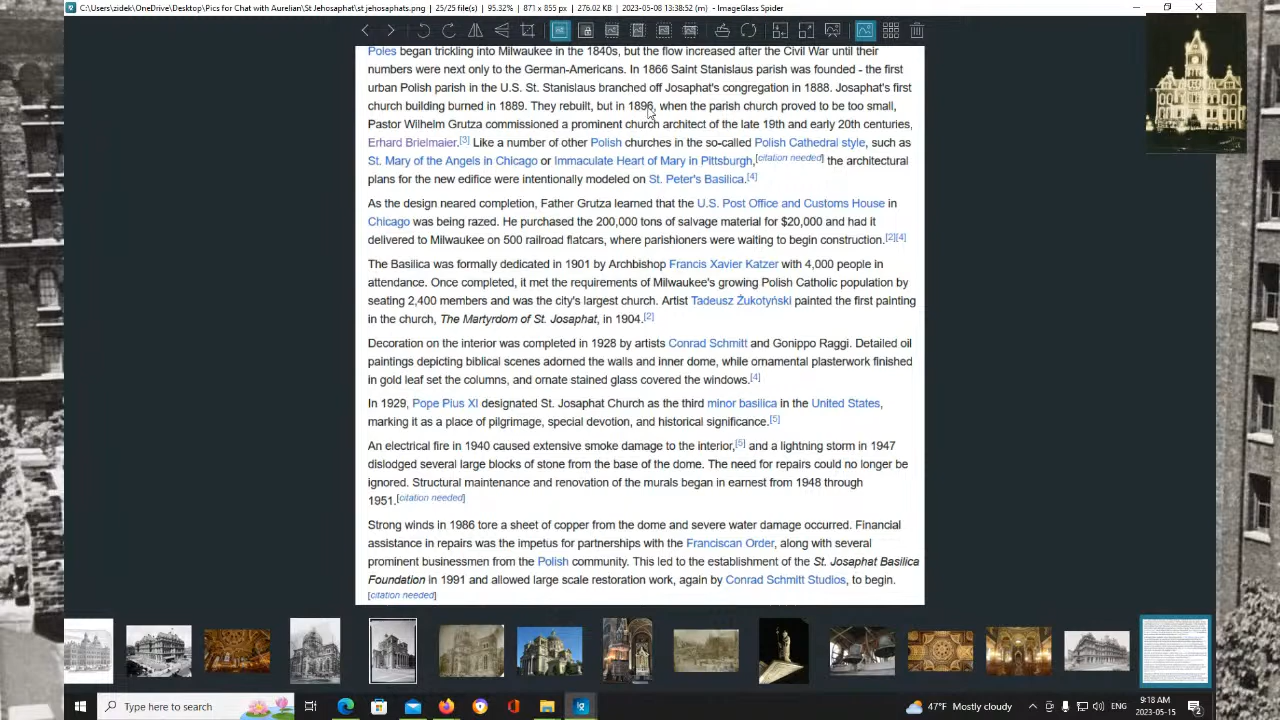 C:\Users\zidek\OneDrive\Desktop\Pics for Chat with Aurelian\St Jehosaphat\st jehosaphats.png | 25/25 file(s) | 95.32% | 871 x 855 px | 276.02 KB | 2023-05-08 13:38:52 (m) - ImageGlass Spider
Poles began trickling into Milwaukee in the 1840s, but the flow increased after the Civil War until their
numbers were next only to the German-Americans. In 1866 Saint Stanislaus parish was founded - the first
urban Polish parish in the U.S. St. Stanislaus branched off Josaphat's congregation in 1888. Josaphat's first
church building burned in 1889. They rebuilt, but in 1896, when the parish church proved to be too small,
Pastor Wilhelm Grutza commissioned a prominent church architect of the late 19th and early 20th centuries,
Erhard Brielmaier.[3] Like a number of other Polish churches in the so-called Polish Cathedral style, such as
St. Mary of the Angels in Chicago or Immaculate Heart of Mary in Pittsburgh,[citation needed] the architectural
plans for the new edifice were intentionally modeled on St. Peter's Basilica.[4]
As the design neared completion, Father Grutza learned that the U.S. Post Office and Customs House in
Chicago was being razed. He purchased the 200,000 tons of salvage material for $20,000 and had it
delivered to Milwaukee on 500 railroad flatcars, where parishioners were waiting to begin construction.[2][4]
The Basilica was formally dedicated in 1901 by Archbishop Francis Xavier Katzer with 4,000 people in
attendance. Once completed, it met the requirements of Milwaukee's growing Polish Catholic population by
seating 2,400 members and was the city's largest church. Artist Tadeusz Żukotyński painted the first painting
in the church, The Martyrdom of St. Josaphat, in 1904.[2]
Decoration on the interior was completed in 1928 by artists Conrad Schmitt and Gonippo Raggi. Detailed oil
paintings depicting biblical scenes adorned the walls and inner dome, while ornamental plasterwork finished
in gold leaf set the columns, and ornate stained glass covered the windows.[4]
In 1929, Pope Pius XI designated St. Josaphat Church as the third minor basilica in the United States,
marking it as a place of pilgrimage, special devotion, and historical significance.[5]
An electrical fire in 1940 caused extensive smoke damage to the interior,[5] and a lightning storm in 1947
dislodged several large blocks of stone from the base of the dome. The need for repairs could no longer be
ignored. Structural maintenance and renovation of the murals began in earnest from 1948 through
1951.[citation needed]
Strong winds in 1986 tore a sheet of copper from the dome and severe water damage occurred. Financial
assistance in repairs was the impetus for partnerships with the Franciscan Order, along with several
prominent businessmen from the Polish community. This led to the establishment of the St. Josaphat Basilica
Foundation in 1991 and allowed large scale restoration work, again by Conrad Schmitt Studios, to begin.
[citation needed]
Type here to search
47°F Mostly cloudy
ENG
9:18 AM
2023-05-15